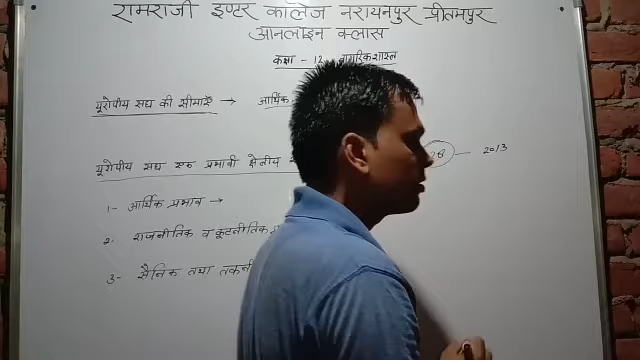 रामराजी इण्टर कॉलेज नरायनपुर प्रीतमपुर
ऑनलाइन क्लास
कक्षा - 12 नागरिकशास्त्र
यूरोपीय संघ की सीमाएँ → आर्थिक
यूरोपीय संघ एक प्रभावी क्षेत्रीय 2013
1- आर्थिक प्रभाव →
2- राजनीतिक व कूटनीतिक
3- सैनिक तथा